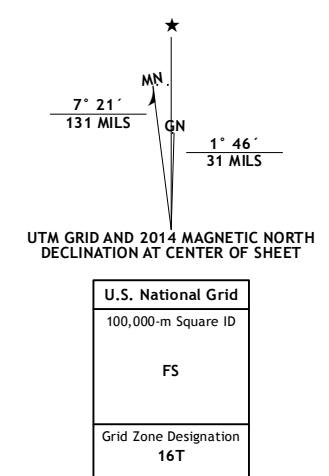 MN
7° 21´
131 MILS
GN
1° 46´
31 MILS
UTM GRID AND 2014 MAGNETIC NORTH
DECLINATION AT CENTER OF SHEET
U.S. National Grid
100,000-m Square ID
FS
Grid Zone Designation
16T